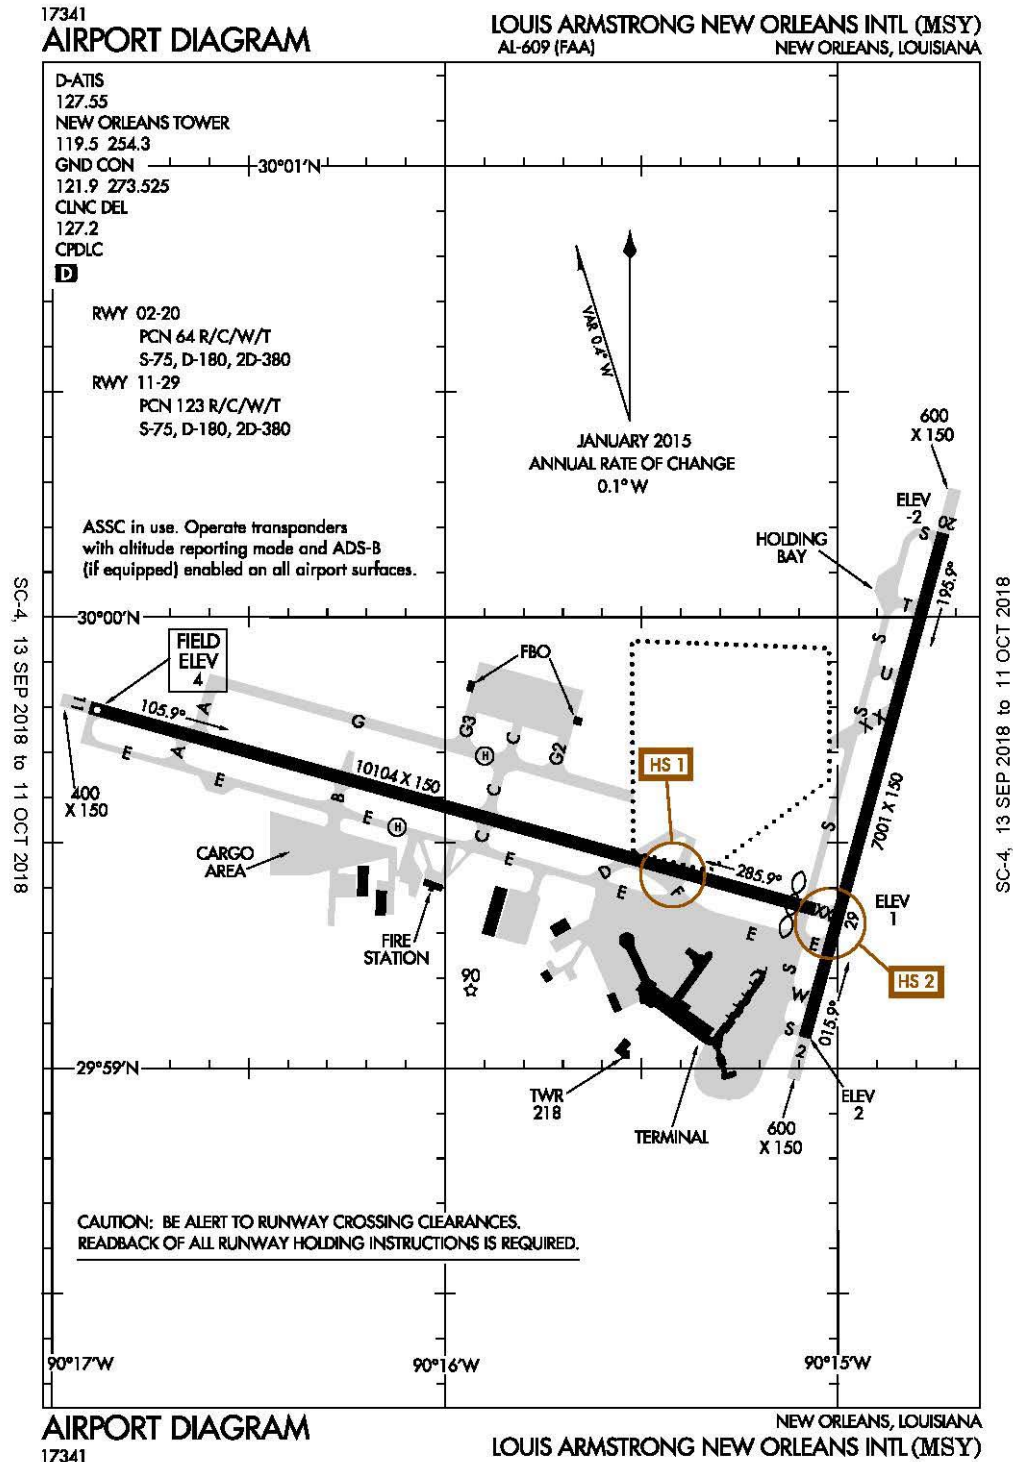 17341
AIRPORT DIAGRAM
LOUIS ARMSTRONG NEW ORLEANS INTL (MSY)
AL-609 (FAA)
NEW ORLEANS, LOUISIANA
D-ATIS
127.55
NEW ORLEANS TOWER
119.5 254.3
GND CON
121.9 273.525
CLNC DEL
127.2
CPDLC
D
30°01'N
RWY 02-20
PCN 64 R/C/W/T
S-75, D-180, 2D-380
RWY 11-29
PCN 123 R/C/W/T
S-75, D-180, 2D-380
VAR 0.4° W
JANUARY 2015
ANNUAL RATE OF CHANGE
0.1° W
600
X 150
ELEV
-2
S
20
HOLDING
BAY
195.9°
T
S
U
ASSC in use. Operate transponders
with altitude reporting mode and ADS-B
(if equipped) enabled on all airport surfaces.
SC-4, 13 SEP 2018 to 11 OCT 2018
SC-4, 13 SEP 2018 to 11 OCT 2018
30°00'N
FIELD
ELEV
4
FBO
11
105.9°
A
G
G3
C
G2
H
S
X
X
X
E
A
E
400
X 150
10104 X 150
B
E
H
C
C
E
HS 1
7001 X 150
S
CARGO
AREA
D
E
F
285.9°
X
X
29
ELEV
1
E
E
FIRE
STATION
90
HS 2
S
W
S
015.9°
2
29°59'N
TWR
218
TERMINAL
ELEV
2
600
X 150
CAUTION: BE ALERT TO RUNWAY CROSSING CLEARANCES.
READBACK OF ALL RUNWAY HOLDING INSTRUCTIONS IS REQUIRED.
90°17'W
90°16'W
90°15'W
AIRPORT DIAGRAM
17341
NEW ORLEANS, LOUISIANA
LOUIS ARMSTRONG NEW ORLEANS INTL (MSY)